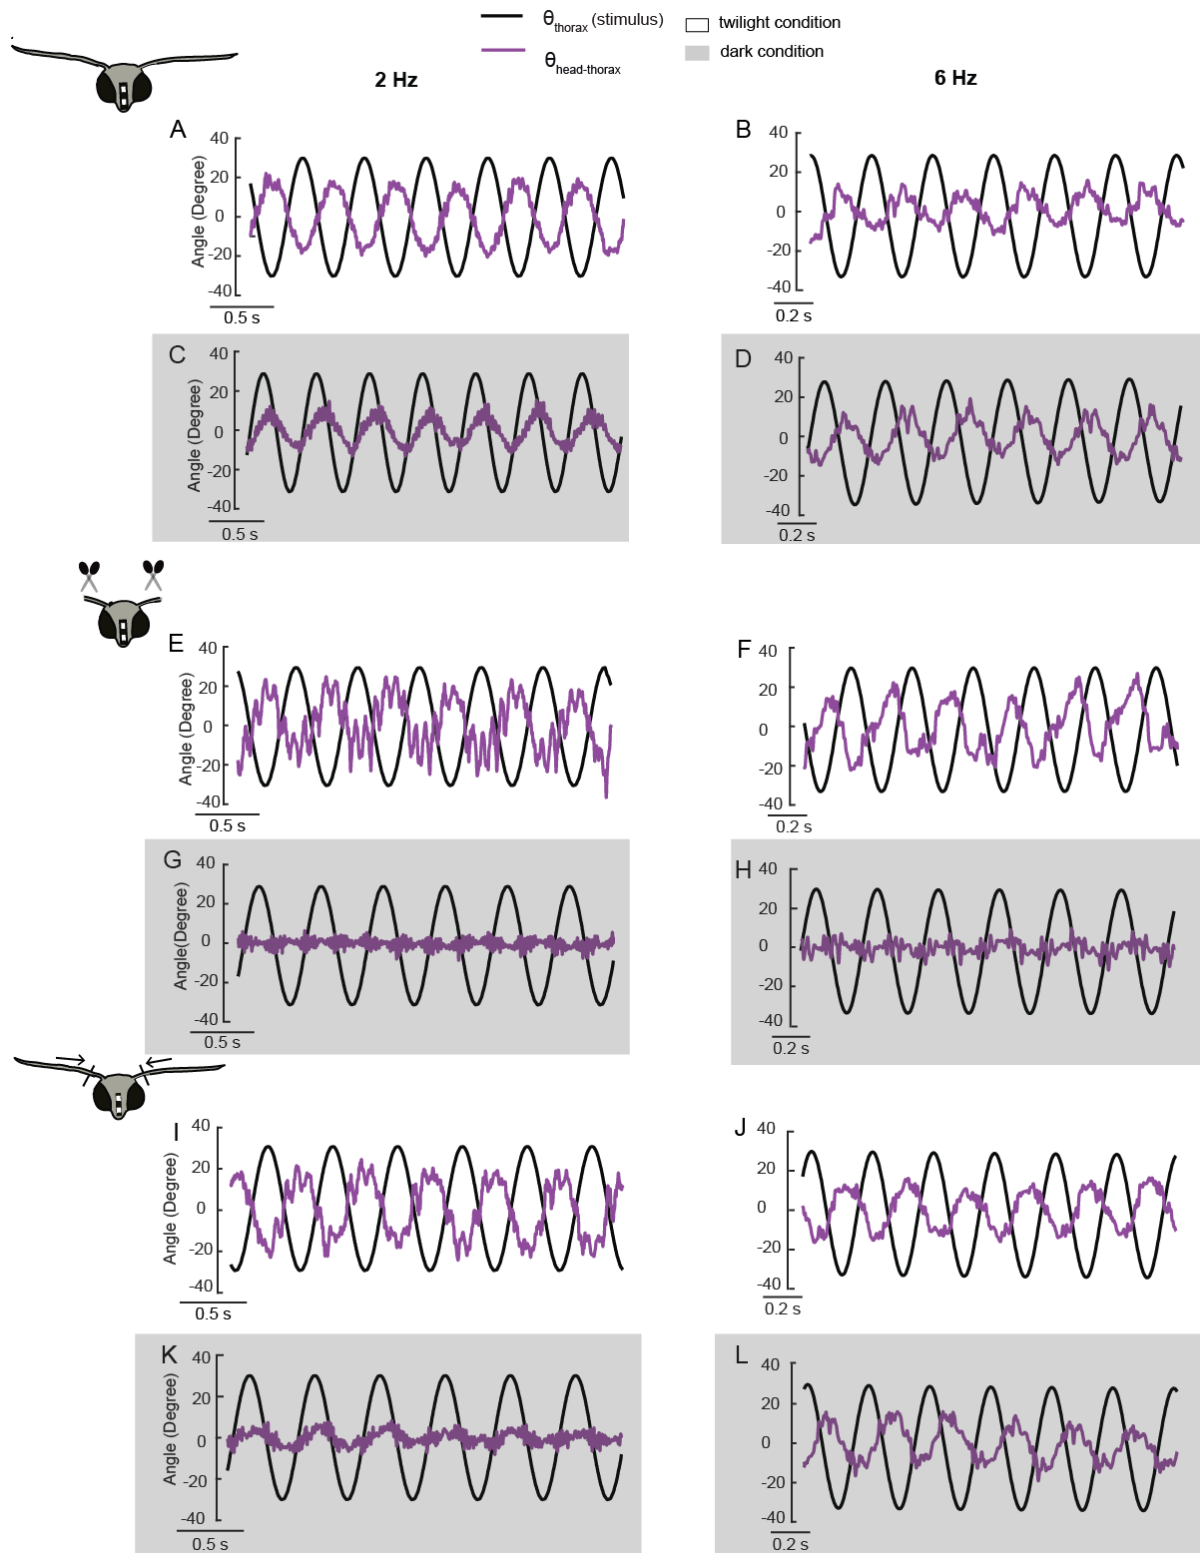 θthorax (stimulus)
twilight condition
θhead-thorax
dark condition
2 Hz
6 Hz
A
Angle (Degree)
40
20
0
-20
-40
0.5 s
B
40
20
0
-20
-40
0.2 s
C
Angle (Degree)
40
20
0
-20
-40
0.5 s
D
40
20
0
-20
-40
0.2 s
E
Angle (Degree)
40
20
0
-20
-40
0.5 s
F
40
20
0
-20
-40
0.2 s
G
Angle(Degree)
40
20
0
-20
-40
0.5 s
H
40
20
0
-20
-40
0.2 s
I
Angle (Degree)
40
20
0
-20
-40
0.5 s
J
40
20
0
-20
-40
0.2 s
K
Angle (Degree)
40
20
0
-20
-40
0.5 s
L
40
20
0
-20
-40
0.2 s